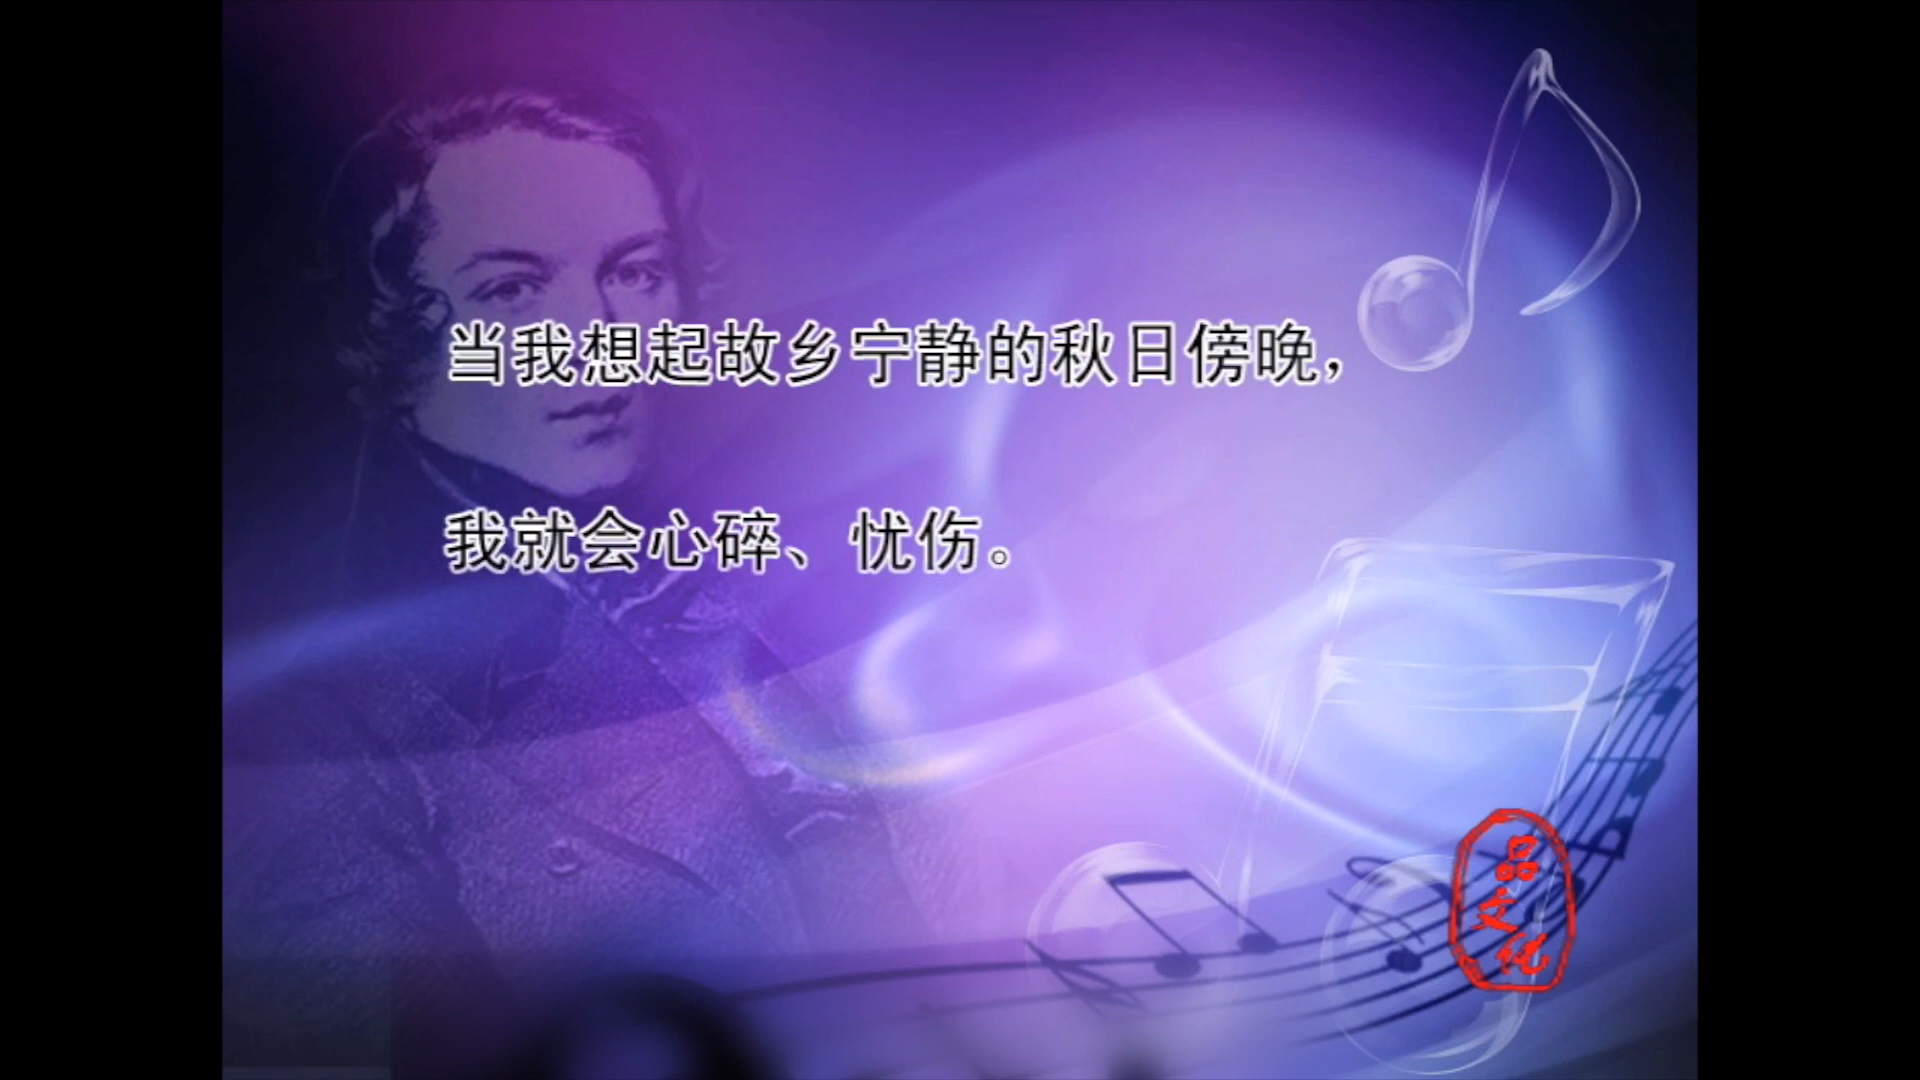 当我想起故乡宁静的秋日傍晚，
我就会心碎、忧伤。
品文化